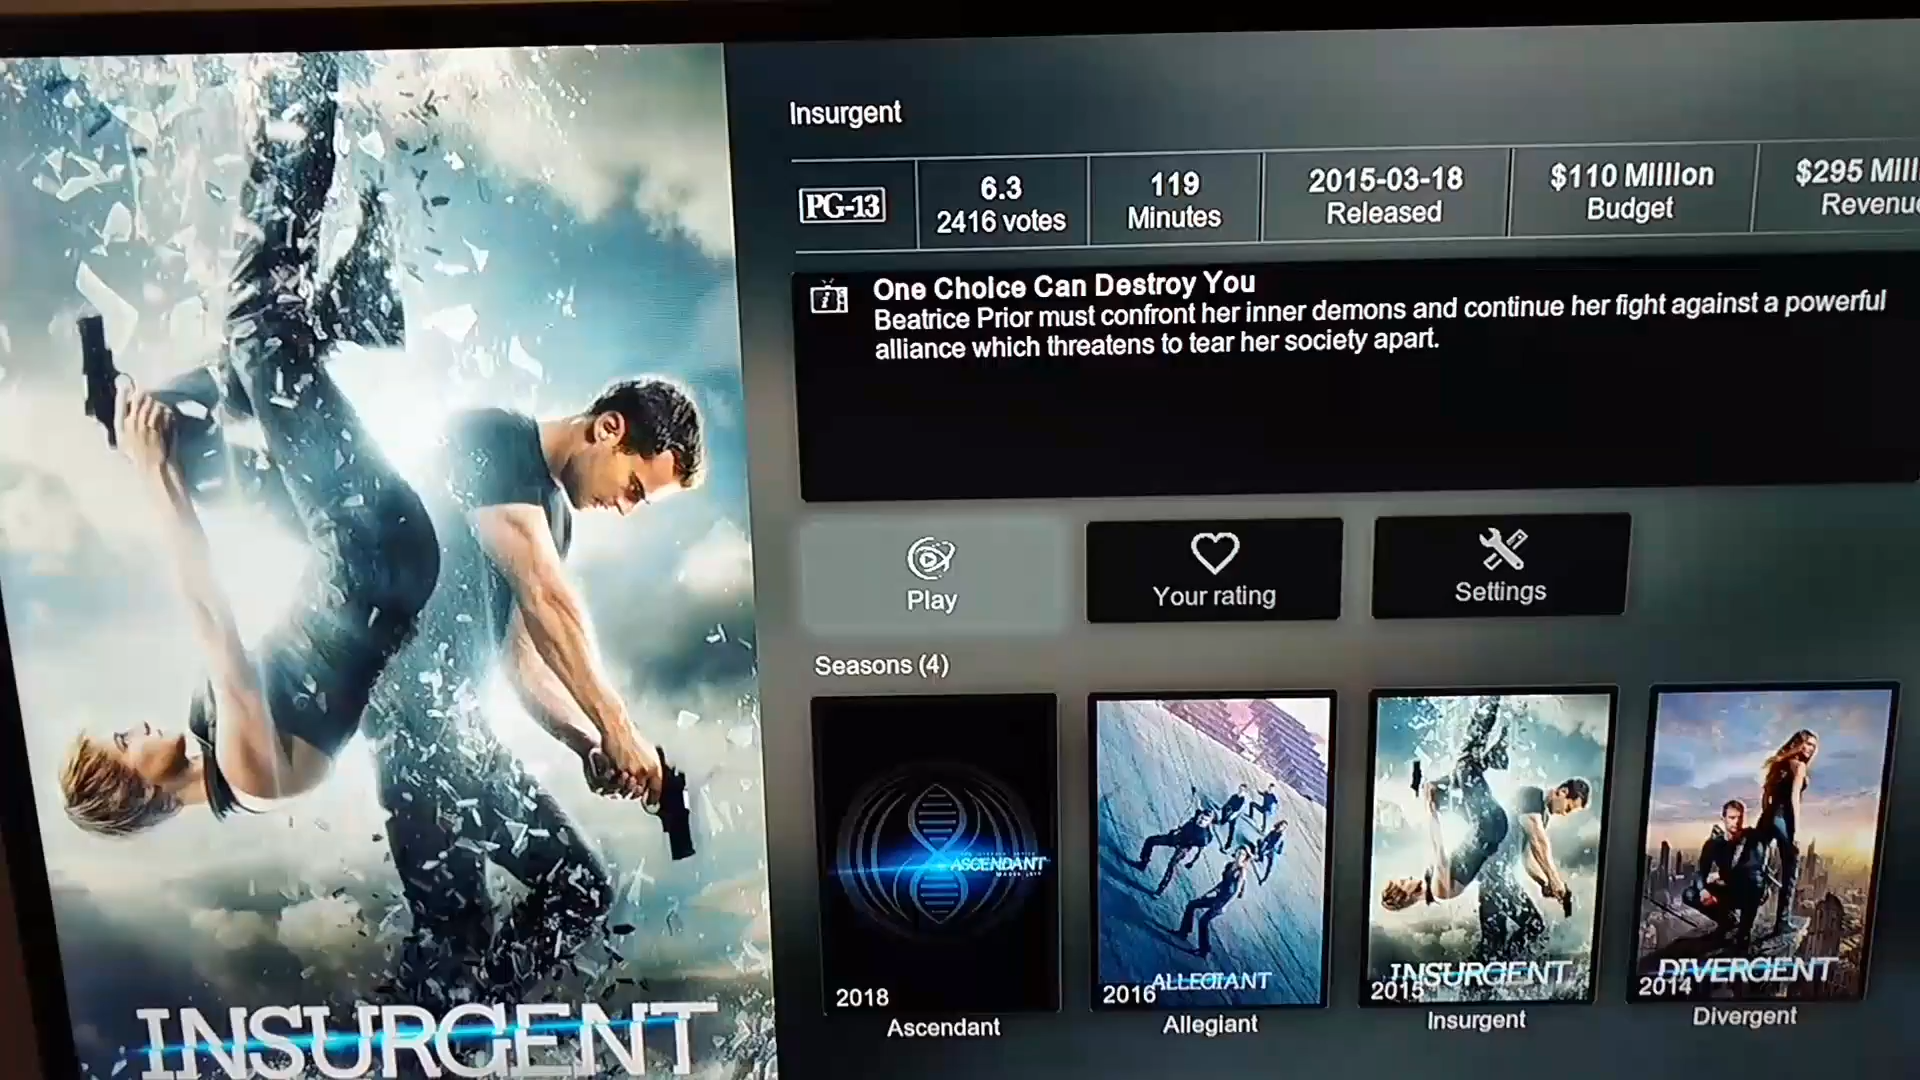 Insurgent
PG-13
6.3
2416 votes
119
Minutes
2015-03-18
Released
$110 Million
Budget
$295 Mill
Revenu
One Choice Can Destroy You
Beatrice Prior must confront her inner demons and continue her fight against a powerful
alliance which threatens to tear her society apart.
Play
Your rating
Settings
Seasons (4)
ASCENDANT
2018
Ascendant
ALLEGIANT
2016
Allegiant
INSURGENT
2015
Insurgent
DIVERGENT
2014
Divergent
INSURGENT